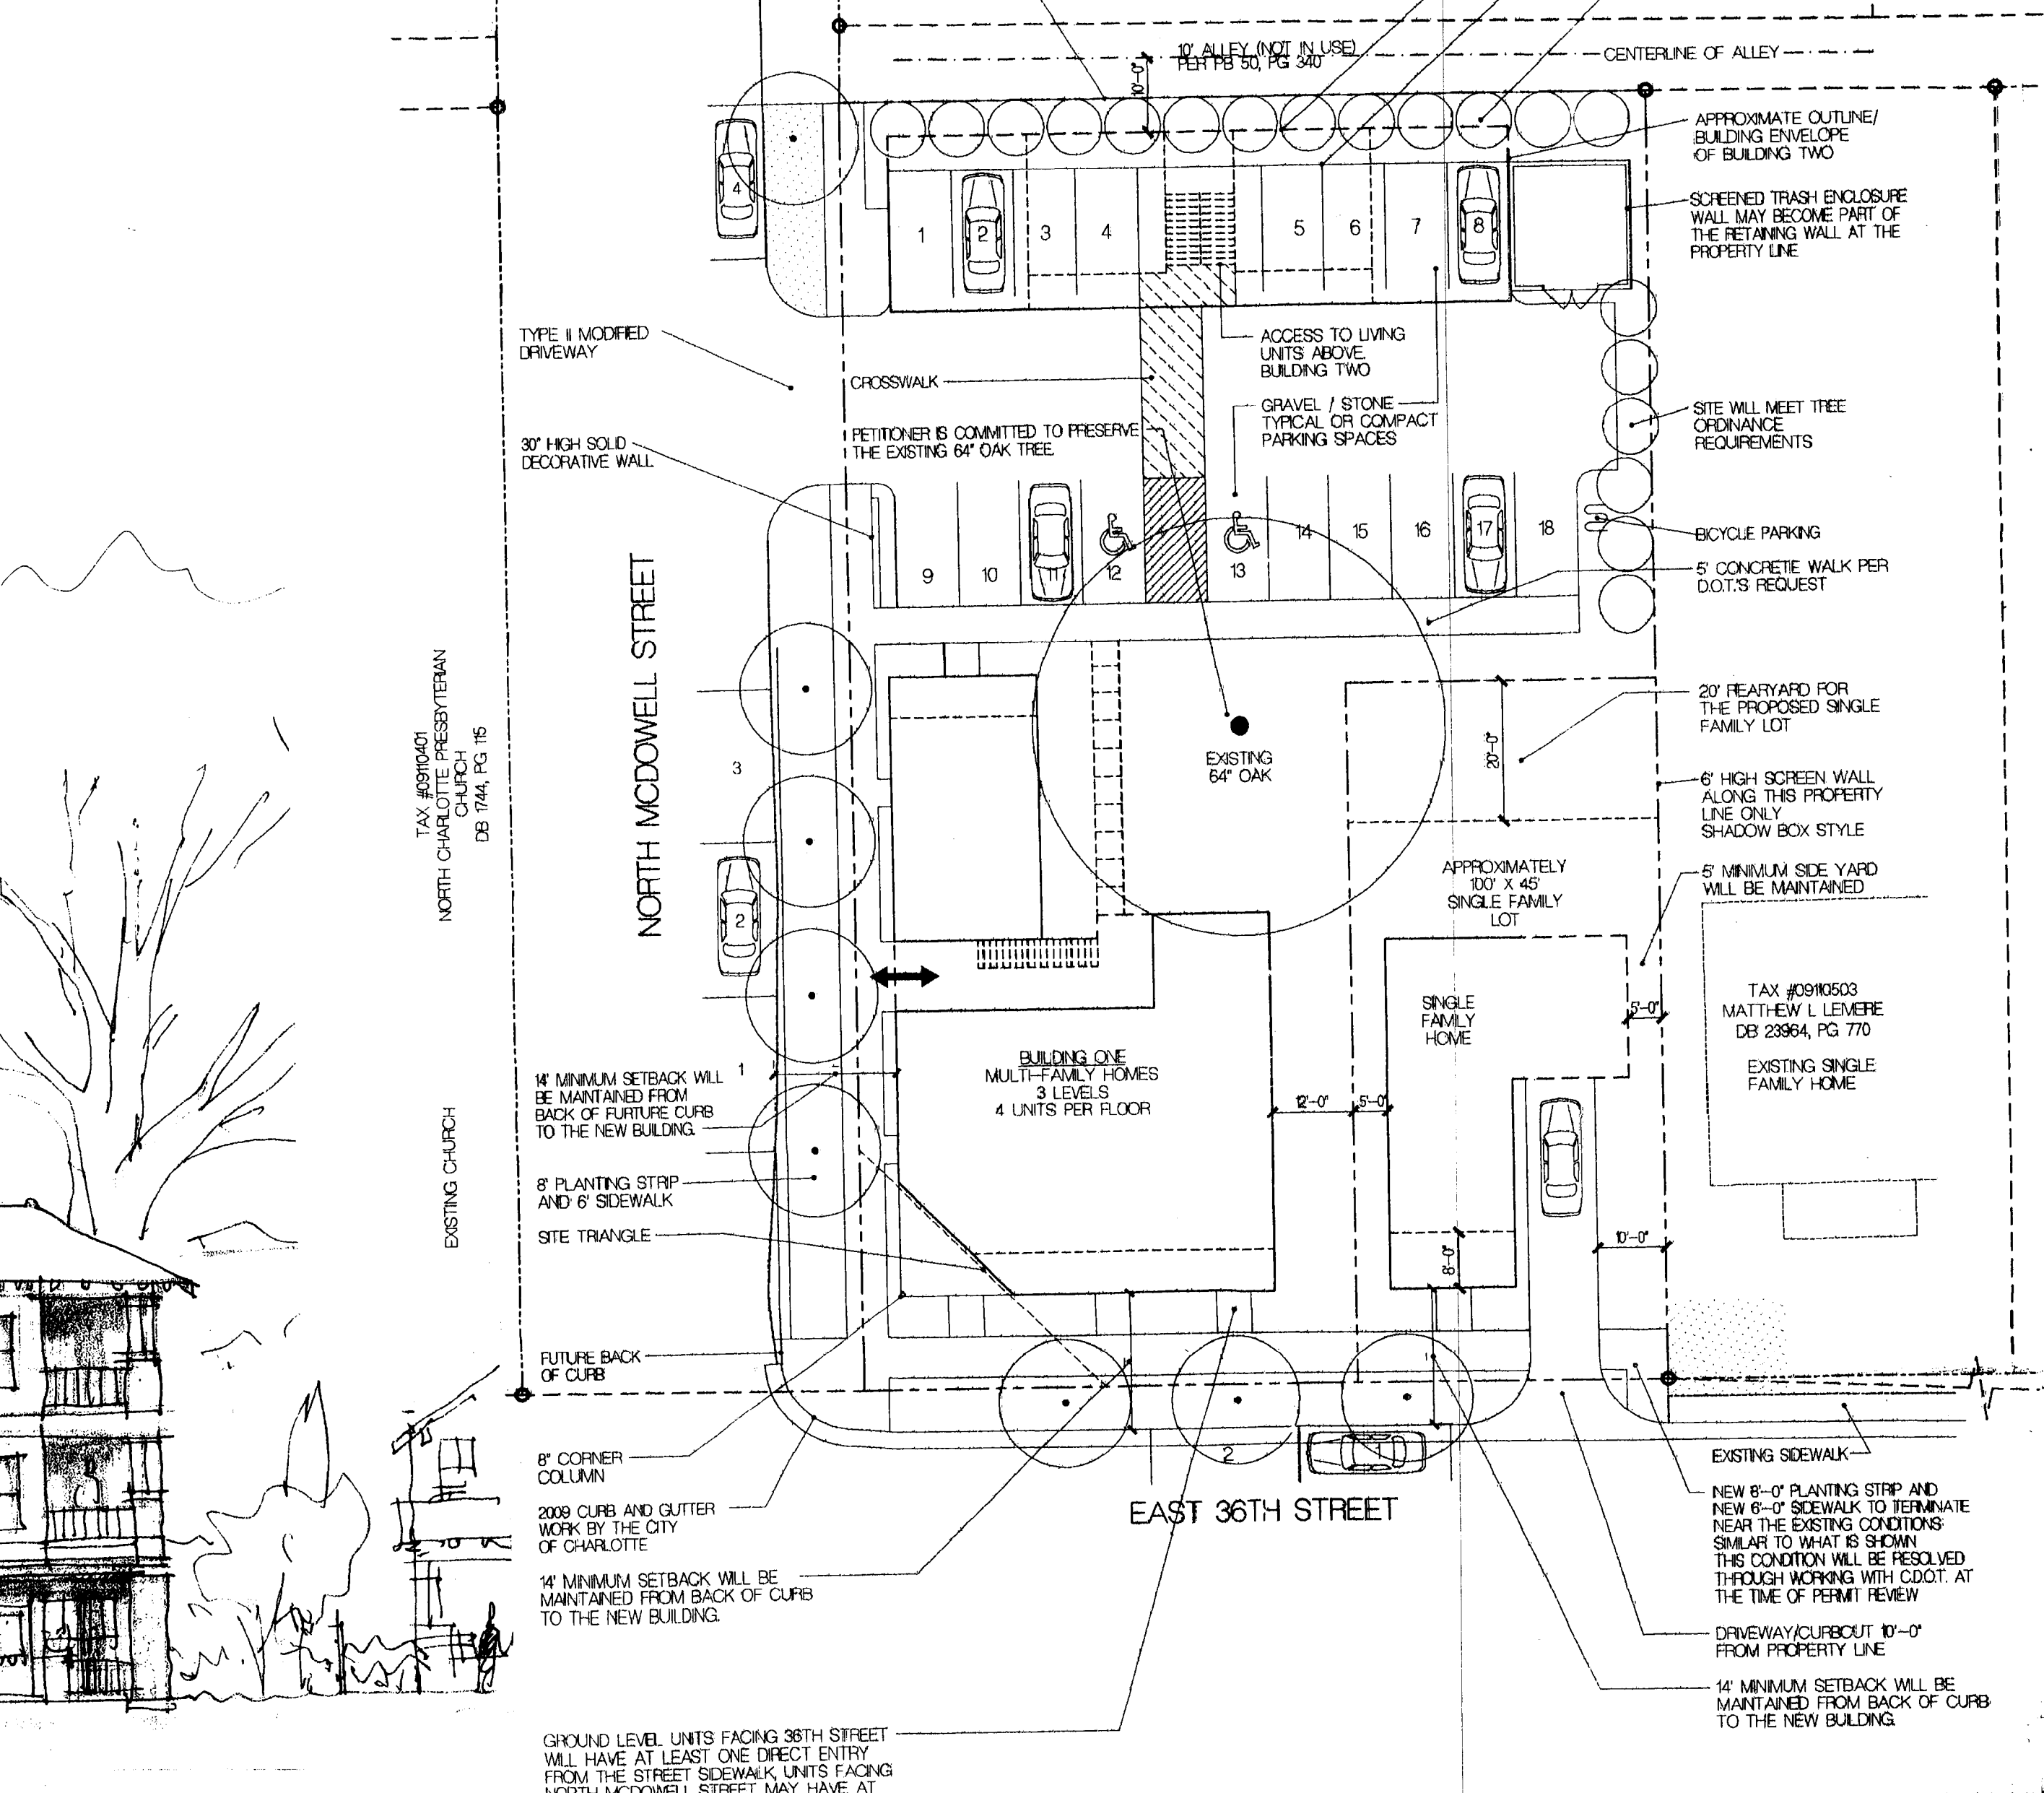 10' ALLEY (NOT IN USE)
PER PB 50, PG 340
CENTERLINE OF ALLEY
10'-0"
APPROXIMATE OUTLINE/
BUILDING ENVELOPE
OF BUILDING TWO
SCREENED TRASH ENCLOSURE
WALL MAY BECOME PART OF
THE RETAINING WALL AT THE
PROPERTY LINE
4
1
2
3
4
5
6
7
8
TYPE II MODIFIED
DRIVEWAY
CROSSWALK
ACCESS TO LIVING
UNITS ABOVE
BUILDING TWO
GRAVEL / STONE
TYPICAL OR COMPACT
PARKING SPACES
PETITIONER IS COMMITTED TO PRESERVE
THE EXISTING 64" OAK TREE
30" HIGH SOLID
DECORATIVE WALL
SITE WILL MEET TREE
ORDINANCE
REQUIREMENTS
9
10
11
12
13
14
15
16
17
18
BICYCLE PARKING
5' CONCRETE WALK PER
D.O.T.'S REQUEST
NORTH MCDOWELL STREET
TAX #09110401
NORTH CHARLOTTE PRESBYTERIAN
CHURCH
DB 1744, PG 115
EXISTING CHURCH
EXISTING
64" OAK
20'-0"
20' REARYARD FOR
THE PROPOSED SINGLE
FAMILY LOT
3
2
1
6' HIGH SCREEN WALL
ALONG THIS PROPERTY
LINE ONLY
SHADOW BOX STYLE
APPROXIMATELY
100' X 45'
SINGLE FAMILY
LOT
5' MINIMUM SIDE YARD
WILL BE MAINTAINED
TAX #09110503
MATTHEW L LEMERE
DB 23964, PG 770
EXISTING SINGLE
FAMILY HOME
SINGLE
FAMILY
HOME
5'-0"
BUILDING ONE
MULTI-FAMILY HOMES
3 LEVELS
4 UNITS PER FLOOR
12'-0"
5'-0"
14' MINIMUM SETBACK WILL
BE MAINTAINED FROM
BACK OF FURTURE CURB
TO THE NEW BUILDING.
8' PLANTING STRIP
AND 6' SIDEWALK
SITE TRIANGLE
8'-0"
10'-0"
FUTURE BACK
OF CURB
8" CORNER
COLUMN
2009 CURB AND GUTTER
WORK BY THE CITY
OF CHARLOTTE
14' MINIMUM SETBACK WILL BE
MAINTAINED FROM BACK OF CURB
TO THE NEW BUILDING.
2
1
EAST 36TH STREET
EXISTING SIDEWALK
NEW 8'-0" PLANTING STRIP AND
NEW 6'-0" SIDEWALK TO TERMINATE
NEAR THE EXISTING CONDITIONS
SIMILAR TO WHAT IS SHOWN
THIS CONDITION WILL BE RESOLVED
THROUGH WORKING WITH C.D.O.T. AT
THE TIME OF PERMIT REVIEW
DRIVEWAY/CURBCUT 10'-0"
FROM PROPERTY LINE
14' MINIMUM SETBACK WILL BE
MAINTAINED FROM BACK OF CURB
TO THE NEW BUILDING.
GROUND LEVEL UNITS FACING 36TH STREET
WILL HAVE AT LEAST ONE DIRECT ENTRY
FROM THE STREET SIDEWALK, UNITS FACING
NORTH MCDOWELL STREET MAY HAVE AT